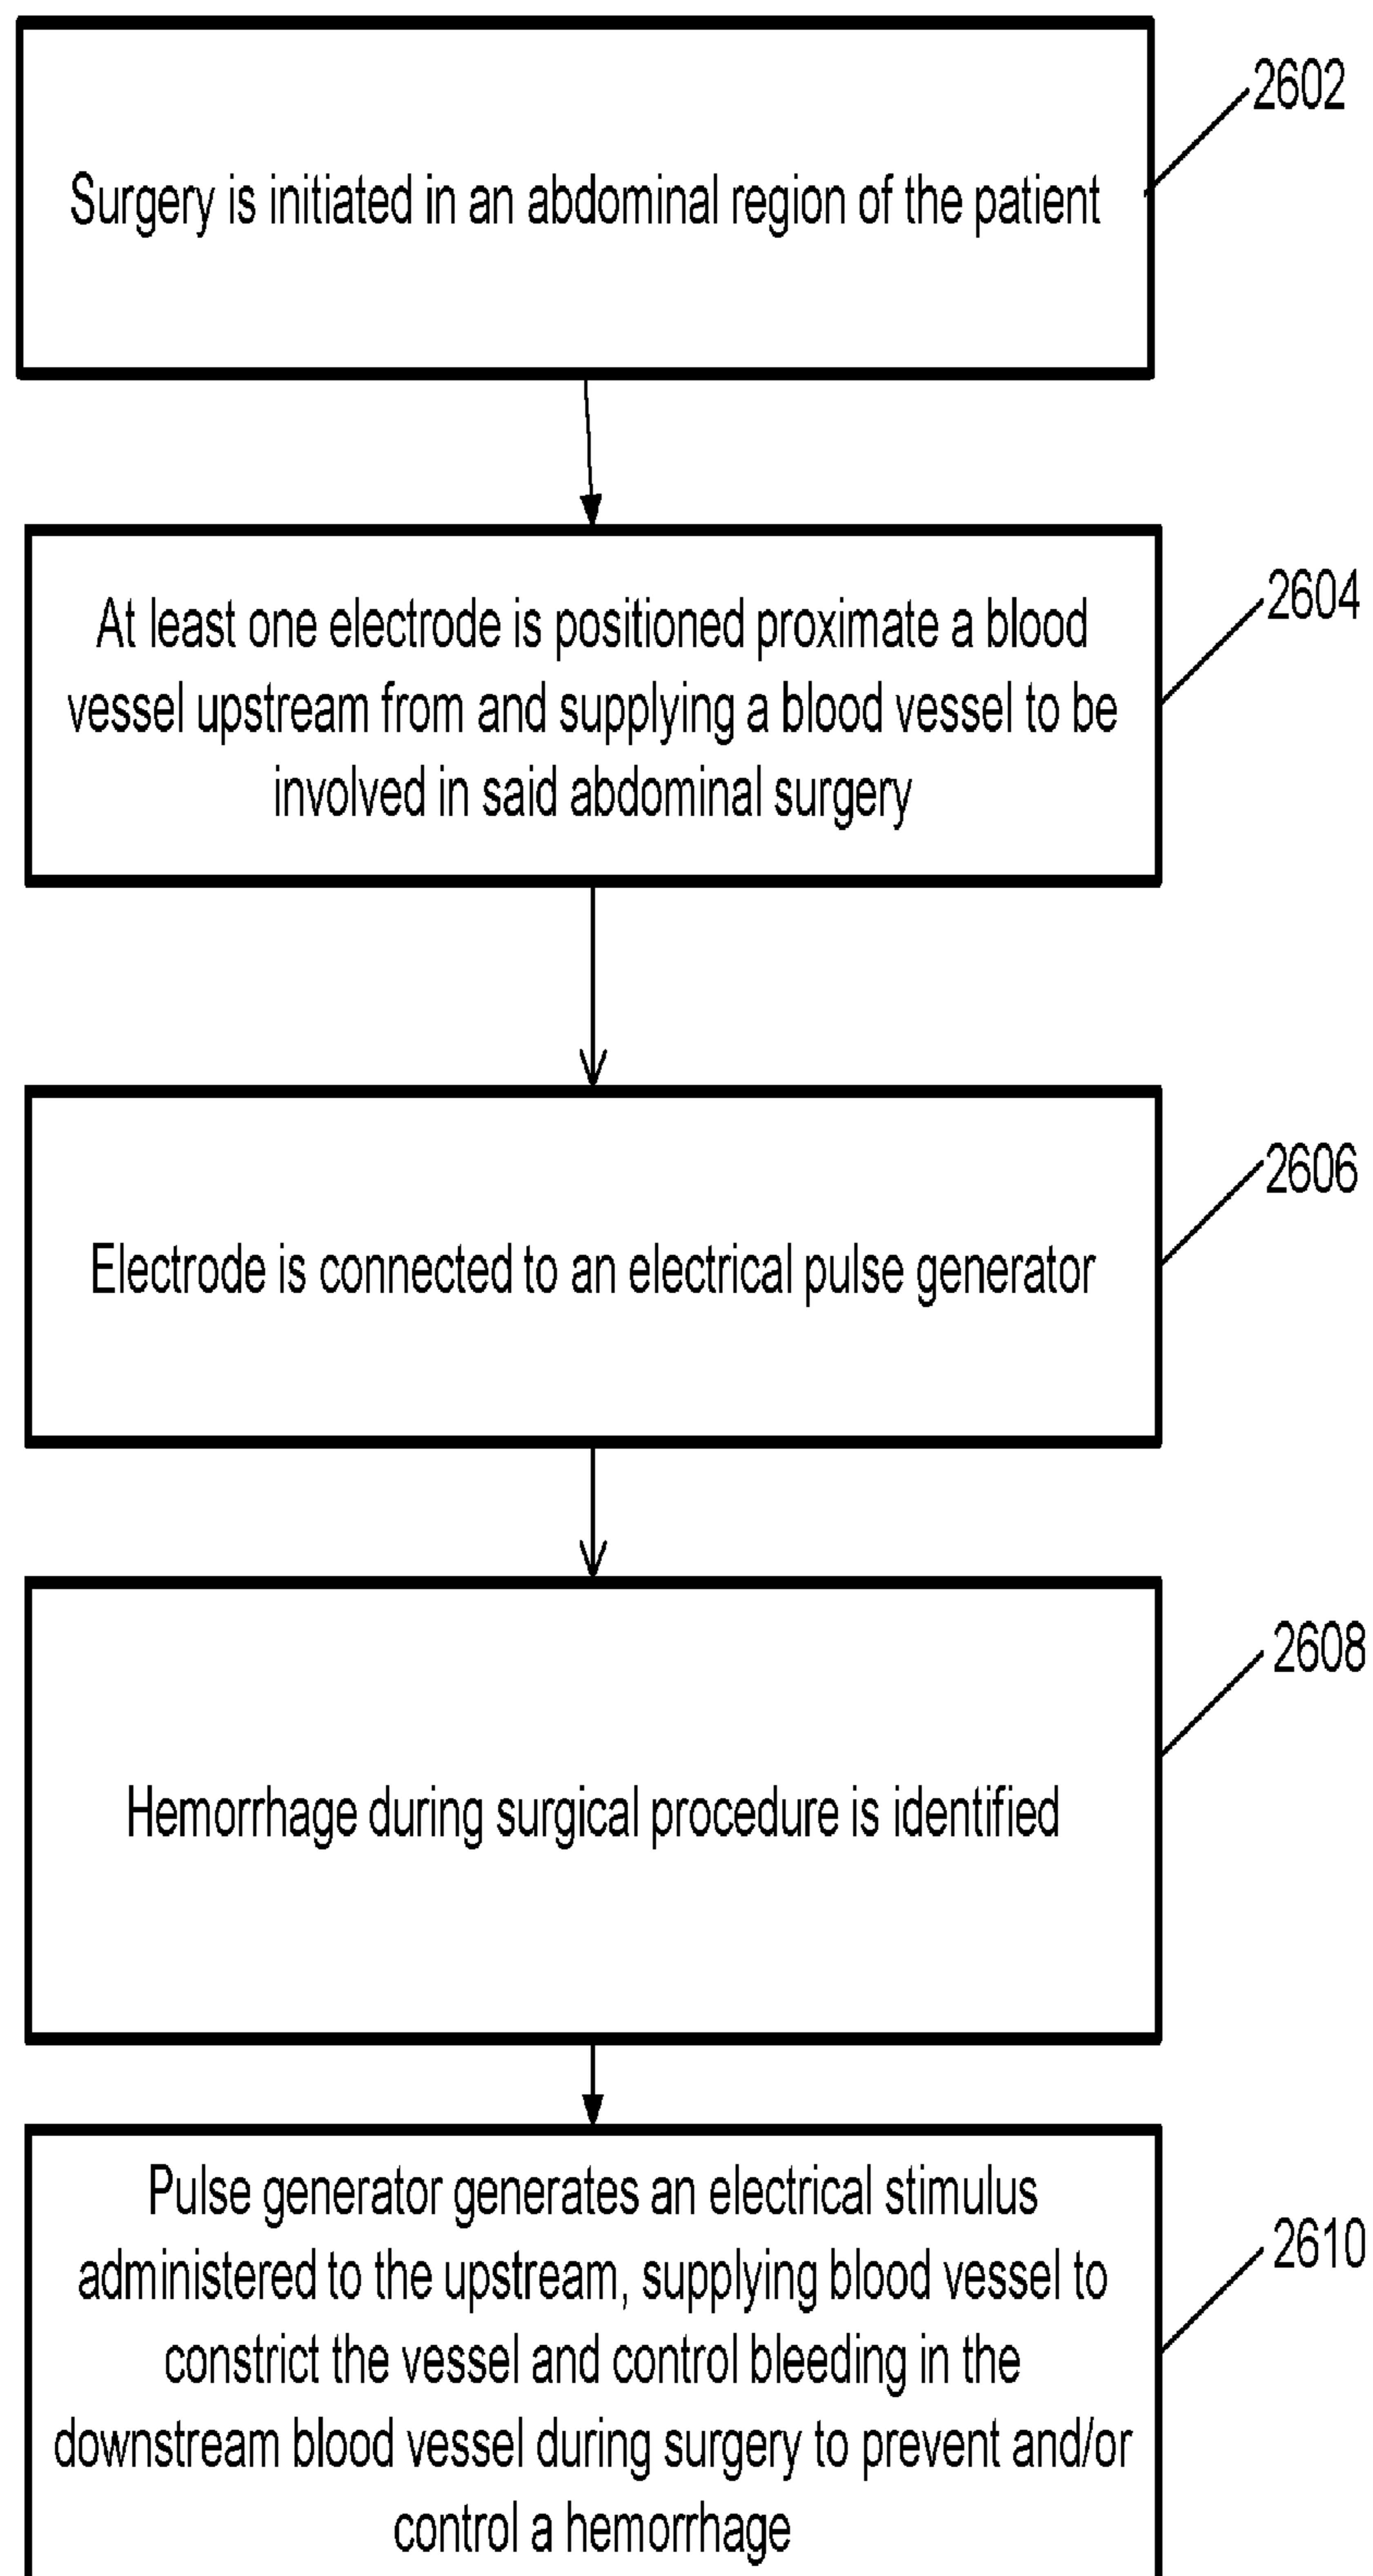 2602
Surgery is initiated in an abdominal region of the patient
2604
At least one electrode is positioned proximate a blood
vessel upstream from and supplying a blood vessel to be
involved in said abdominal surgery
2606
Electrode is connected to an electrical pulse generator
2608
Hemorrhage during surgical procedure is identified
2610
Pulse generator generates an electrical stimulus
administered to the upstream, supplying blood vessel to
constrict the vessel and control bleeding in the
downstream blood vessel during surgery to prevent and/or
control a hemorrhage